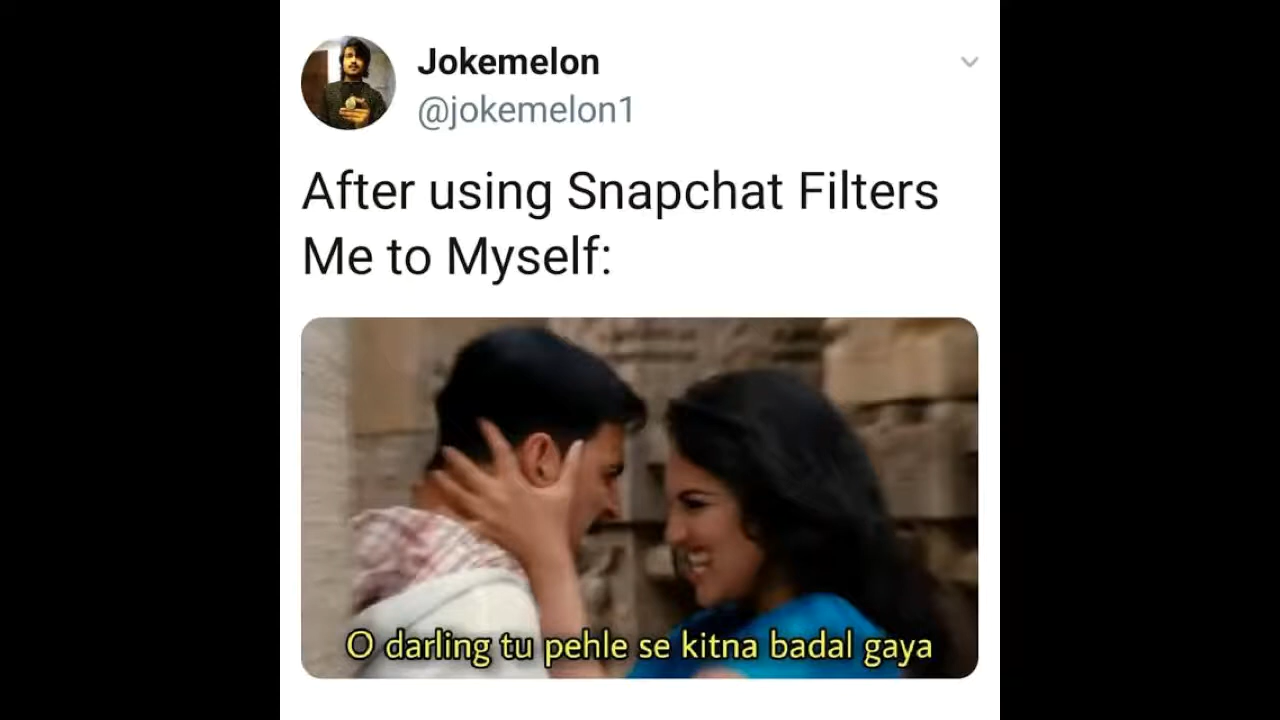 Jokemelon
@jokemelon1
After using Snapchat Filters
Me to Myself:
O darling tu pehle se kitna badal gaya